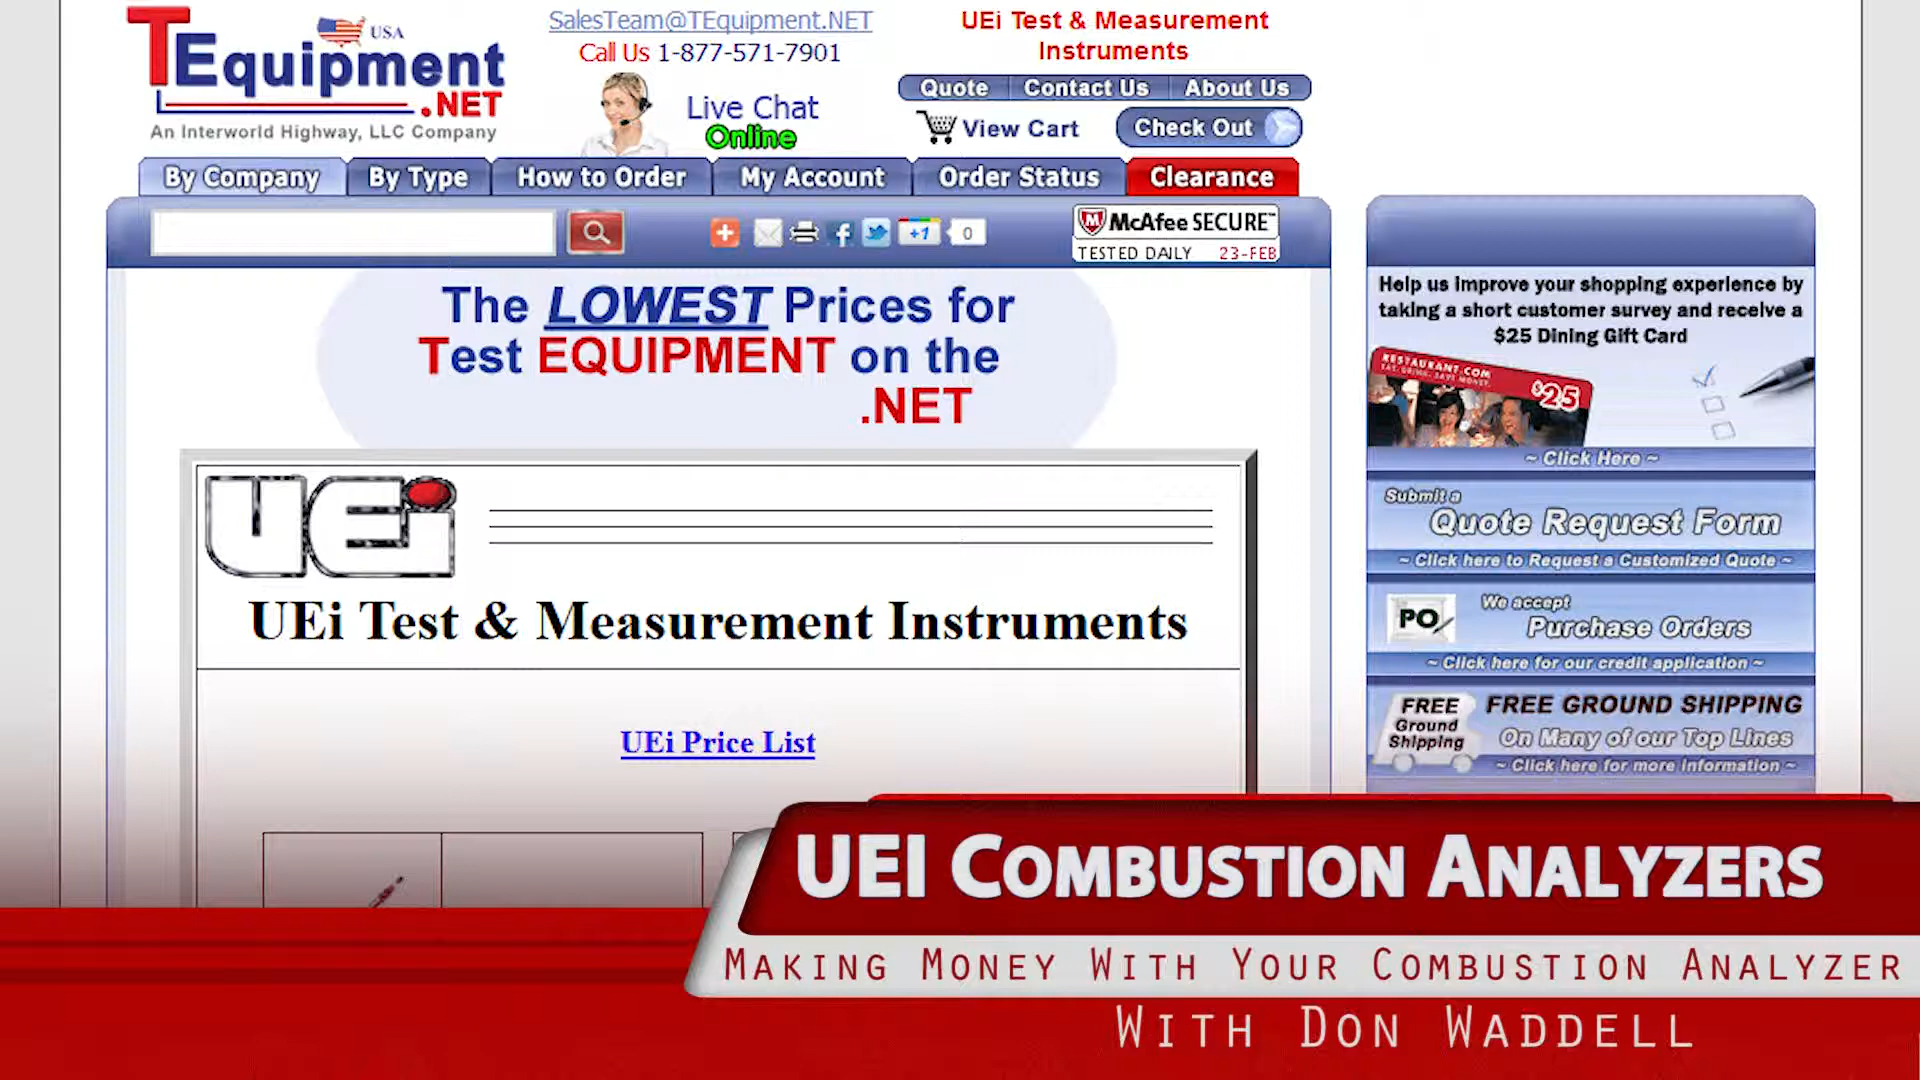 TEquipment
USA
.NET
An Interworld Highway, LLC Company
SalesTeam@TEquipment.NET
Call Us 1-877-571-7901
Live Chat
Online
UEi Test & Measurement
Instruments
Quote Contact Us About Us
View Cart Check Out
By Company By Type How to Order My Account Order Status Clearance
+1 0
McAfee SECURE™
TESTED DAILY 23-FEB
The LOWEST Prices for
Test EQUIPMENT on the
.NET
UEi
UEi Test & Measurement Instruments
UEi Price List
Help us improve your shopping experience by
taking a short customer survey and receive a
$25 Dining Gift Card
RESTAURANT.COM
EAT. DRINK. SAVE MONEY.
$25
~ Click Here ~
Submit a
Quote Request Form
~ Click here to Request a Customized Quote ~
PO
We accept
Purchase Orders
~ Click here for our credit application ~
FREE
Ground
Shipping
FREE GROUND SHIPPING
On Many of our Top Lines
~ Click here for more information ~
UEI COMBUSTION ANALYZERS
MAKING MONEY WITH YOUR COMBUSTION ANALYZER
WITH DON WADDELL